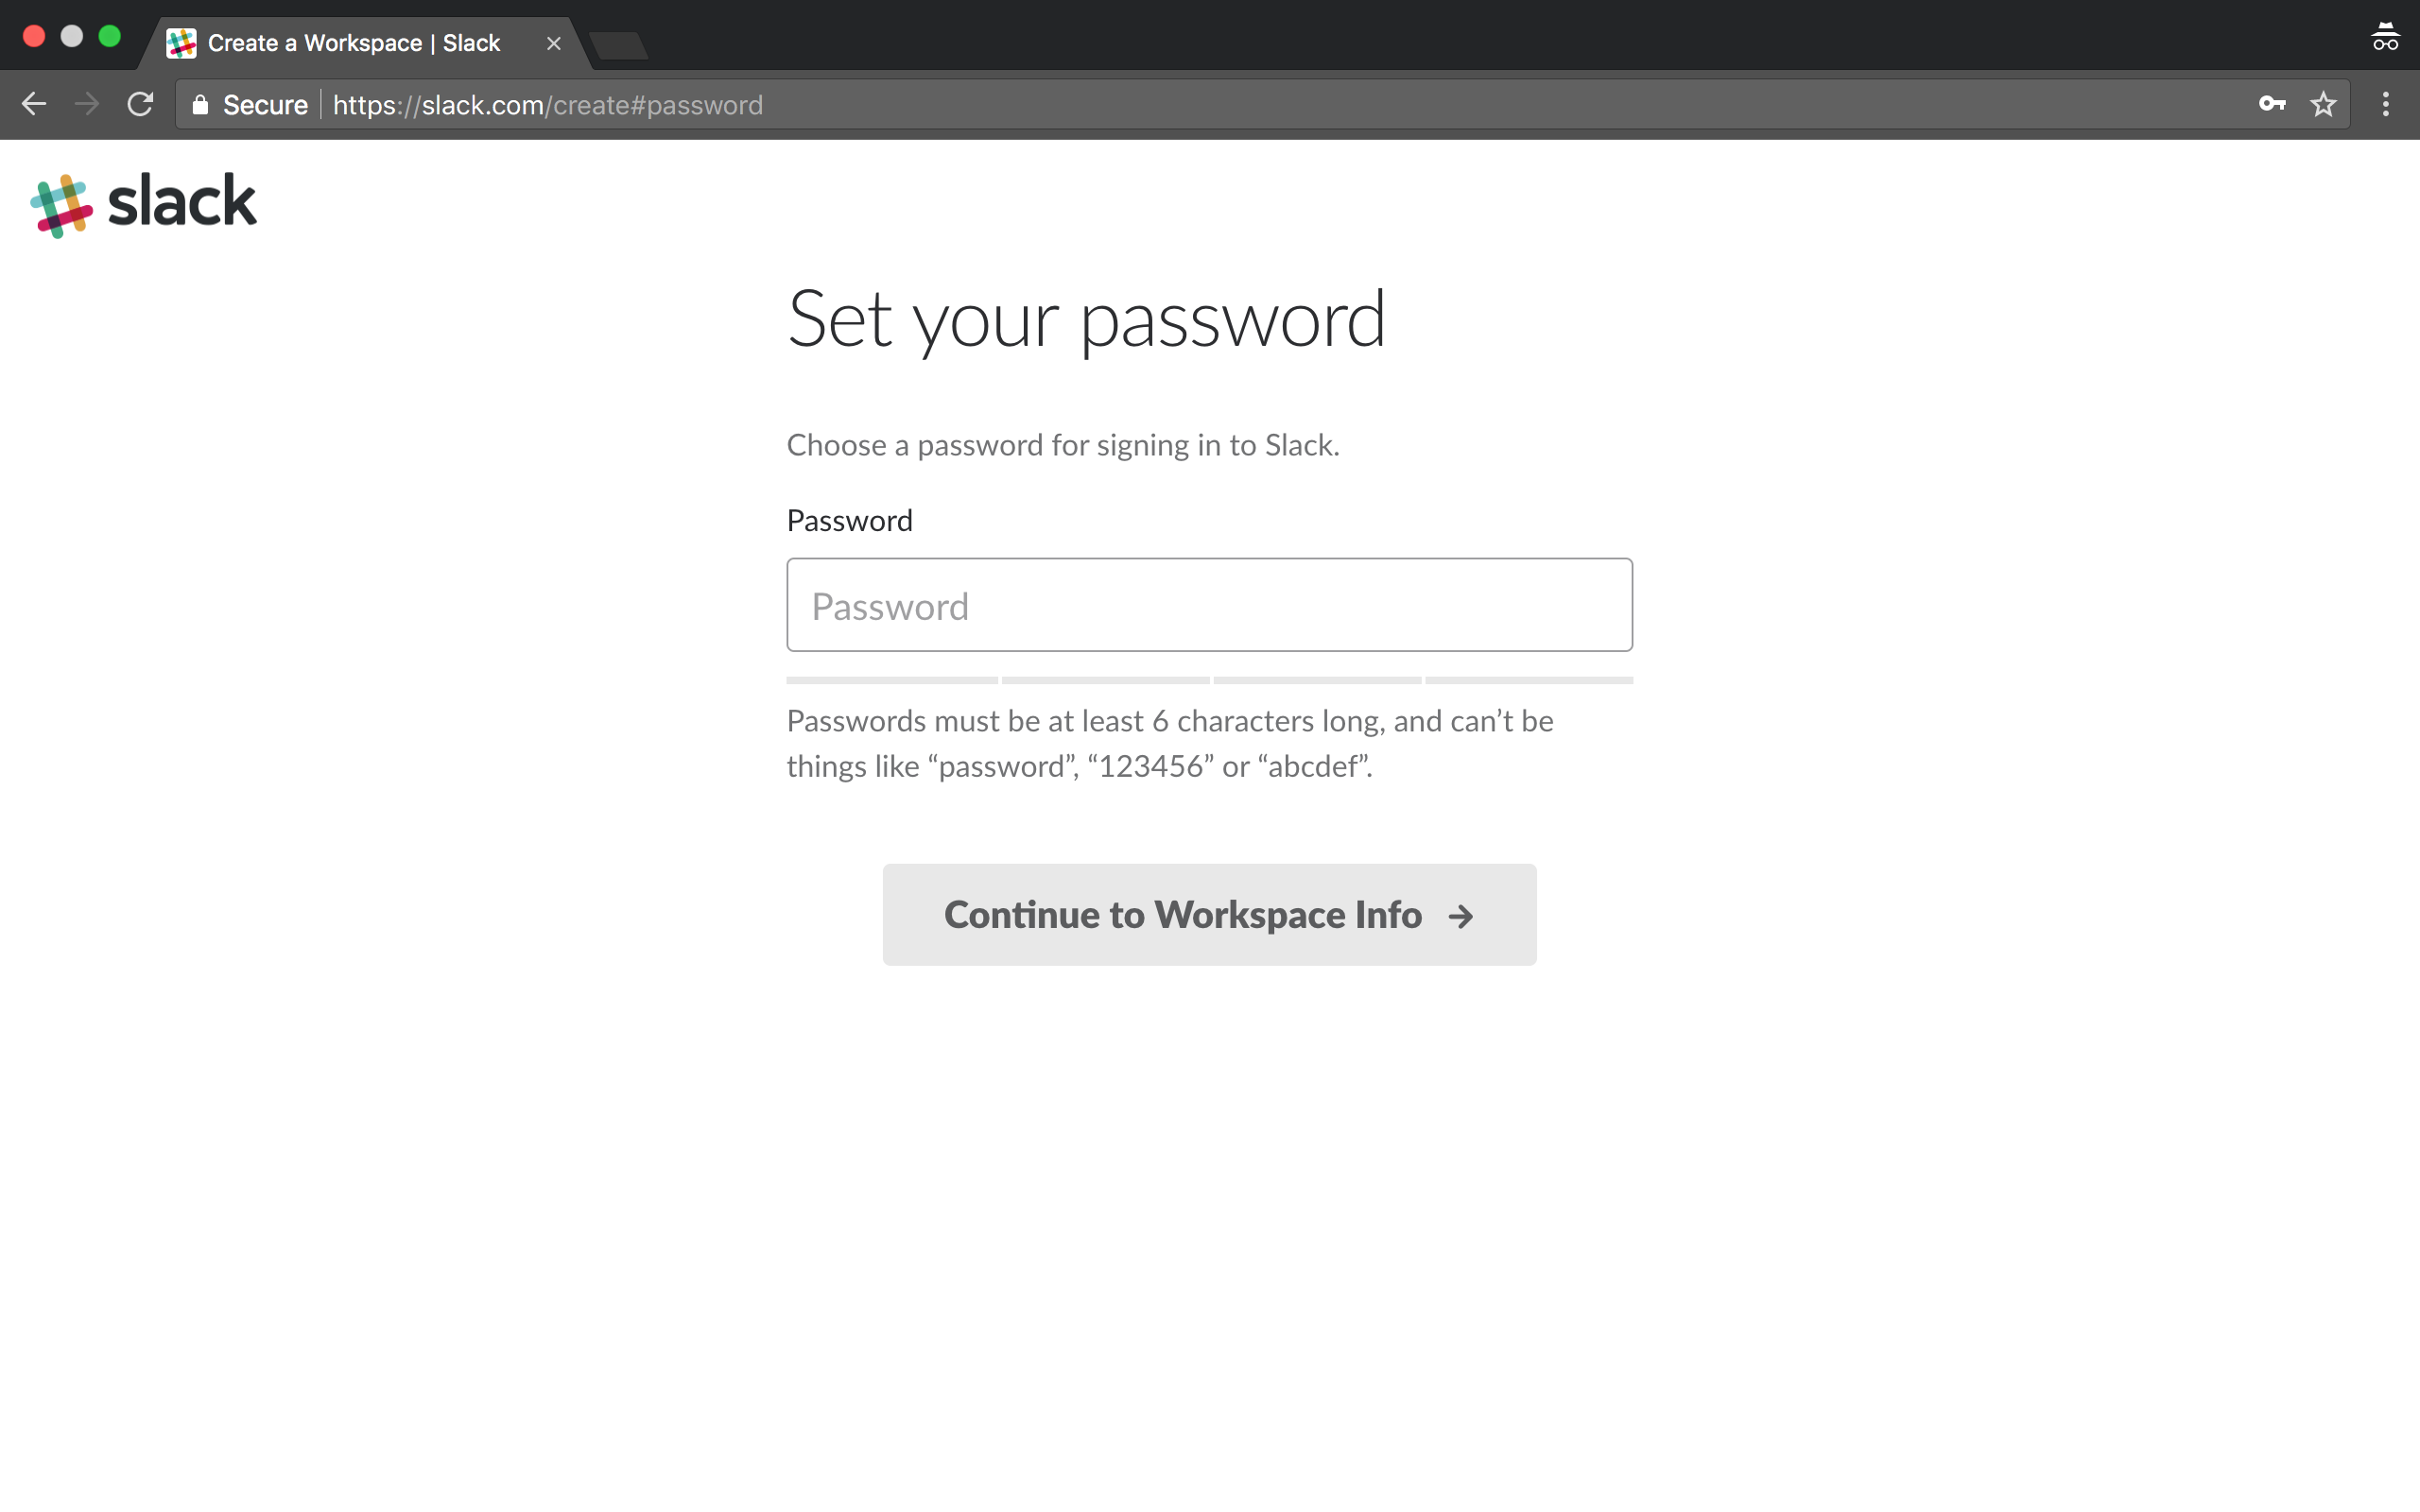 Create a Workspace | Slack
Secure https://slack.com/create#password
slack
Set your password
Choose a password for signing in to Slack.
Password
Password
Passwords must be at least 6 characters long, and can’t be
things like “password”, “123456” or “abcdef”.
Continue to Workspace Info →